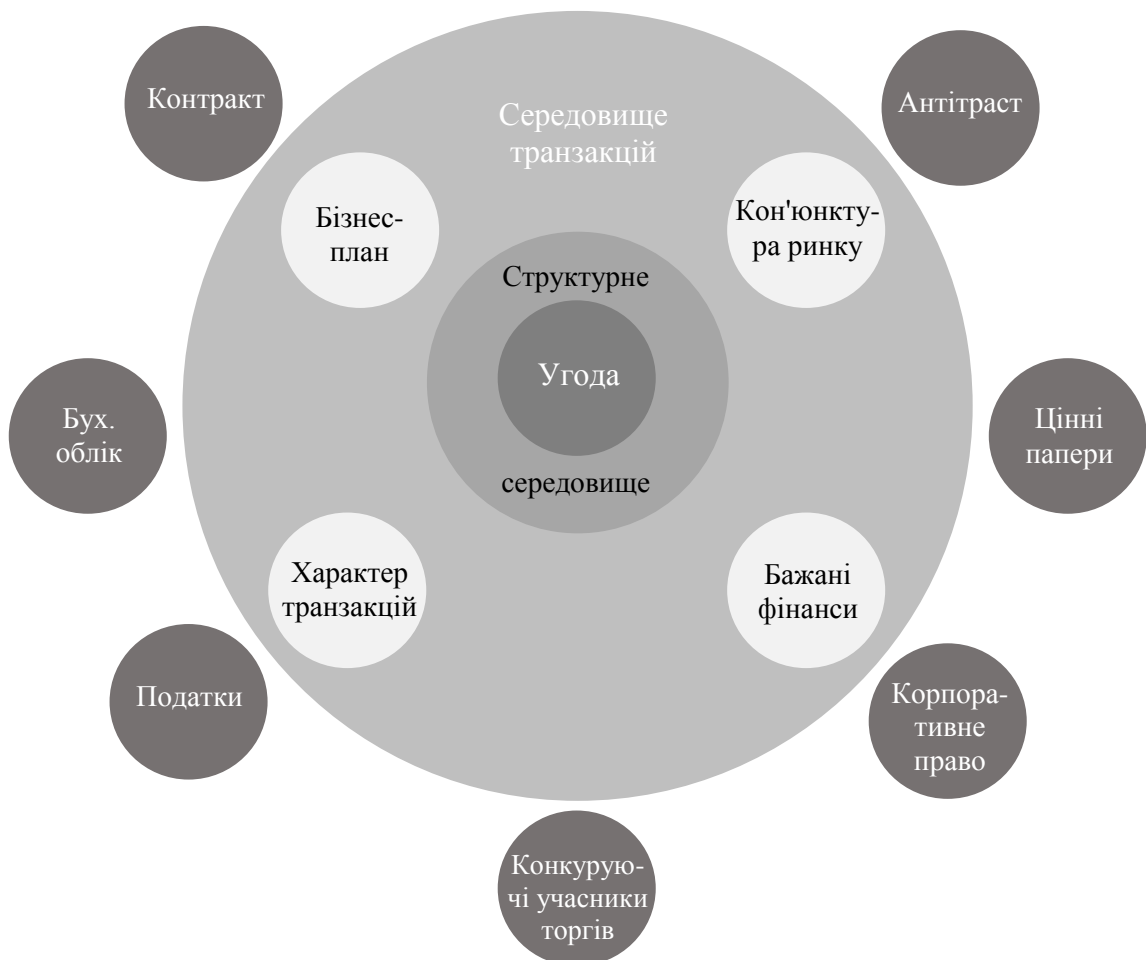 Контракт
Антітраст
Середовище
транзакцій
Бізнес-
план
Кон'юнкту-
ра ринку
Структурне
Угода
середовище
Бух.
облік
Цінні
папери
Характер
транзакцій
Бажані
фінанси
Податки
Корпора-
тивне
право
Конкурую-
чі учасники
торгів